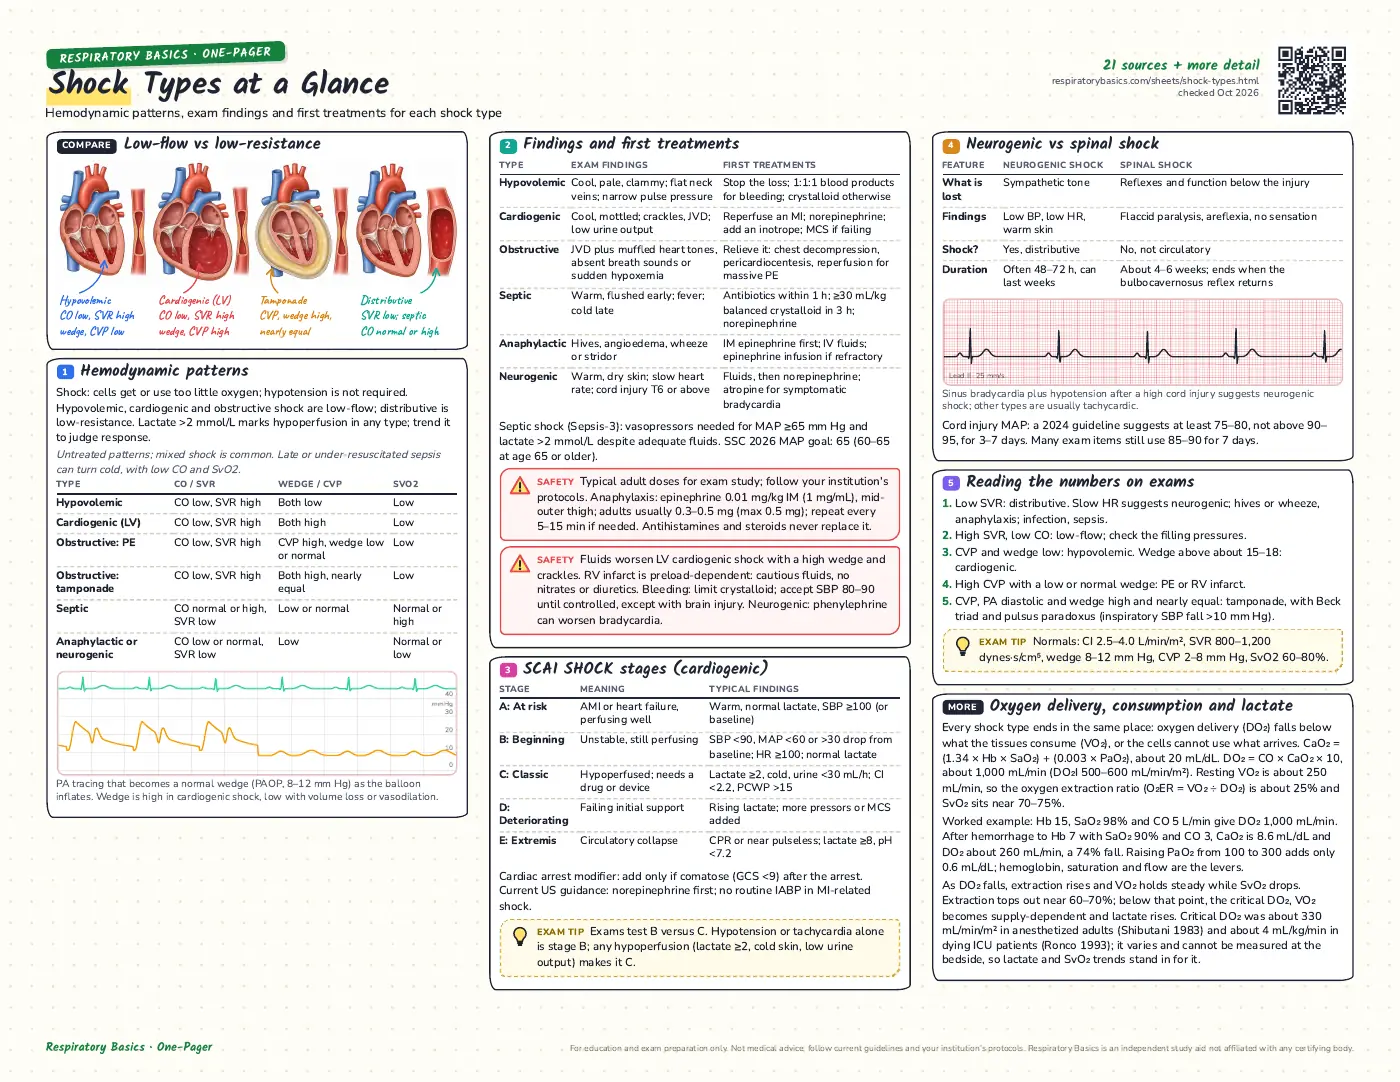 RESPIRATORY BASICS · ONE-PAGER
Shock Types at a Glance
Hemodynamic patterns, exam findings and first treatments for each shock type
21 sources + more detail
respiratorybasics.com/sheets/shock-types.html
checked Oct 2026
COMPARE Low-flow vs low-resistance
Hypovolemic
CO low, SVR high
wedge, CVP low
Cardiogenic (LV)
CO low, SVR high
wedge, CVP high
Tamponade
CVP, wedge high,
nearly equal
Distributive
SVR low; septic
CO normal or high
1 Hemodynamic patterns
Shock: cells get or use too little oxygen; hypotension is not required.
Hypovolemic, cardiogenic and obstructive shock are low-flow; distributive is
low-resistance. Lactate >2 mmol/L marks hypoperfusion in any type; trend it
to judge response.
Untreated patterns; mixed shock is common. Late or under-resuscitated sepsis
can turn cold, with low CO and SvO2.
TYPE CO / SVR WEDGE / CVP SVO2
Hypovolemic CO low, SVR high Both low Low
Cardiogenic (LV) CO low, SVR high Both high Low
Obstructive: PE CO low, SVR high CVP high, wedge low Low
or normal
Obstructive: CO low, SVR high Both high, nearly Low
tamponade equal
Septic CO normal or high, Low or normal Normal or
SVR low high
Anaphylactic or CO low or normal, Low Normal or
neurogenic SVR low low
40
mmHg
30
20
10
0
PA tracing that becomes a normal wedge (PAOP, 8–12 mm Hg) as the balloon
inflates. Wedge is high in cardiogenic shock, low with volume loss or vasodilation.
2 Findings and first treatments
TYPE EXAM FINDINGS FIRST TREATMENTS
Hypovolemic Cool, pale, clammy; flat neck Stop the loss; 1:1:1 blood products
veins; narrow pulse pressure for bleeding; crystalloid otherwise
Cardiogenic Cool, mottled; crackles, JVD; Reperfuse an MI; norepinephrine;
low urine output add an inotrope; MCS if failing
Obstructive JVD plus muffled heart tones, Relieve it: chest decompression,
absent breath sounds or pericardiocentesis, reperfusion for
sudden hypoxemia massive PE
Septic Warm, flushed early; fever; Antibiotics within 1 h; ≥30 mL/kg
cold late balanced crystalloid in 3 h;
norepinephrine
Anaphylactic Hives, angioedema, wheeze IM epinephrine first; IV fluids;
or stridor epinephrine infusion if refractory
Neurogenic Warm, dry skin; slow heart Fluids, then norepinephrine;
rate; cord injury T6 or above atropine for symptomatic
bradycardia
Septic shock (Sepsis-3): vasopressors needed for MAP ≥65 mm Hg and
lactate >2 mmol/L despite adequate fluids. SSC 2026 MAP goal: 65 (60–65
at age 65 or older).
SAFETY Typical adult doses for exam study; follow your institution's
protocols. Anaphylaxis: epinephrine 0.01 mg/kg IM (1 mg/mL), mid-
outer thigh; adults usually 0.3–0.5 mg (max 0.5 mg); repeat every
5–15 min if needed. Antihistamines and steroids never replace it.
SAFETY Fluids worsen LV cardiogenic shock with a high wedge and
crackles. RV infarct is preload-dependent: cautious fluids, no
nitrates or diuretics. Bleeding: limit crystalloid; accept SBP 80–90
until controlled, except with brain injury. Neurogenic: phenylephrine
can worsen bradycardia.
3 SCAI SHOCK stages (cardiogenic)
STAGE MEANING TYPICAL FINDINGS
A: At risk AMI or heart failure, Warm, normal lactate, SBP ≥100 (or
perfusing well baseline)
B: Beginning Unstable, still perfusing SBP <90, MAP <60 or >30 drop from
baseline; HR ≥100; normal lactate
C: Classic Hypoperfused; needs a Lactate ≥2, cold, urine <30 mL/h; CI
drug or device <2.2, PCWP >15
D: Failing initial support Rising lactate; more pressors or MCS
Deteriorating added
E: Extremis Circulatory collapse CPR or near pulseless; lactate ≥8, pH
<7.2
Cardiac arrest modifier: add only if comatose (GCS <9) after the arrest.
Current US guidance: norepinephrine first; no routine IABP in MI-related
shock.
EXAM TIP Exams test B versus C. Hypotension or tachycardia alone
is stage B; any hypoperfusion (lactate ≥2, cold skin, low urine
output) makes it C.
4 Neurogenic vs spinal shock
FEATURE NEUROGENIC SHOCK SPINAL SHOCK
What is Sympathetic tone Reflexes and function below the injury
lost
Findings Low BP, low HR, Flaccid paralysis, areflexia, no sensation
warm skin
Shock? Yes, distributive No, not circulatory
Duration Often 48–72 h, can About 4–6 weeks; ends when the
last weeks bulbocavernosus reflex returns
Lead II · 25 mm/s
Sinus bradycardia plus hypotension after a high cord injury suggests neurogenic
shock; other types are usually tachycardic.
Cord injury MAP: a 2024 guideline suggests at least 75–80, not above 90–
95, for 3–7 days. Many exam items still use 85–90 for 7 days.
5 Reading the numbers on exams
1. Low SVR: distributive. Slow HR suggests neurogenic; hives or wheeze,
anaphylaxis; infection, sepsis.
2. High SVR, low CO: low-flow; check the filling pressures.
3. CVP and wedge low: hypovolemic. Wedge above about 15–18:
cardiogenic.
4. High CVP with a low or normal wedge: PE or RV infarct.
5. CVP, PA diastolic and wedge high and nearly equal: tamponade, with Beck
triad and pulsus paradoxus (inspiratory SBP fall >10 mm Hg).
EXAM TIP Normals: CI 2.5–4.0 L/min/m², SVR 800–1,200
dynes·s/cm⁵, wedge 8–12 mm Hg, CVP 2–8 mm Hg, SvO2 60–80%.
MORE Oxygen delivery, consumption and lactate
Every shock type ends in the same place: oxygen delivery (DO₂) falls below
what the tissues consume (VO₂), or the cells cannot use what arrives. CaO₂ =
(1.34 × Hb × SaO₂) + (0.003 × PaO₂), about 20 mL/dL. DO₂ = CO × CaO₂ × 10,
about 1,000 mL/min (DO₂I 500–600 mL/min/m²). Resting VO₂ is about 250
mL/min, so the oxygen extraction ratio (O₂ER = VO₂ ÷ DO₂) is about 25% and
SvO₂ sits near 70–75%.
Worked example: Hb 15, SaO₂ 98% and CO 5 L/min give DO₂ 1,000 mL/min.
After hemorrhage to Hb 7 with SaO₂ 90% and CO 3, CaO₂ is 8.6 mL/dL and
DO₂ about 260 mL/min, a 74% fall. Raising PaO₂ from 100 to 300 adds only
0.6 mL/dL; hemoglobin, saturation and flow are the levers.
As DO₂ falls, extraction rises and VO₂ holds steady while SvO₂ drops.
Extraction tops out near 60–70%; below that point, the critical DO₂, VO₂
becomes supply-dependent and lactate rises. Critical DO₂ was about 330
mL/min/m² in anesthetized adults (Shibutani 1983) and about 4 mL/kg/min in
dying ICU patients (Ronco 1993); it varies and cannot be measured at the
bedside, so lactate and SvO₂ trends stand in for it.
Respiratory Basics · One-Pager
For education and exam preparation only. Not medical advice; follow current guidelines and your institution's protocols. Respiratory Basics is an independent study aid not affiliated with any certifying body.